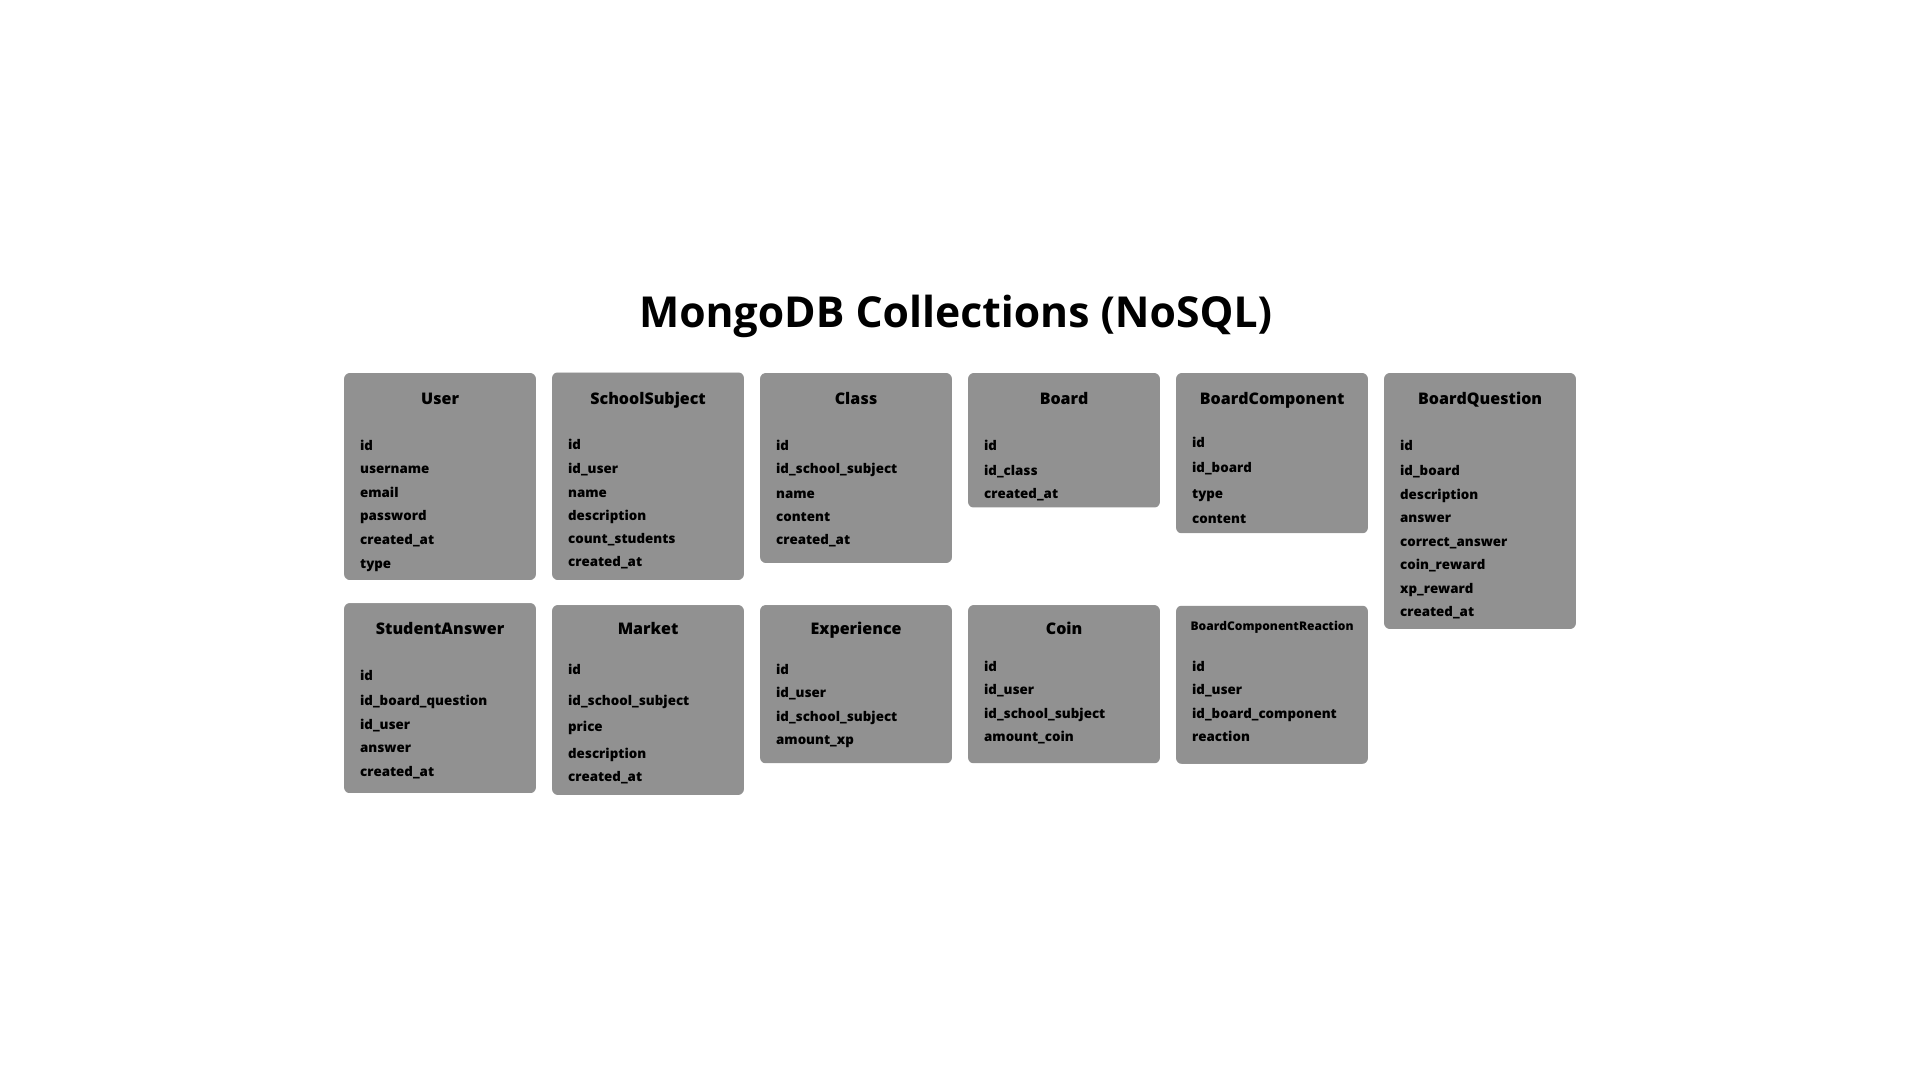 MongoDB Collections (NoSQL)
User
id
username
email
password
created_at
type
SchoolSubject
id
id_user
name
description
count_students
created_at
Class
id
id_school_subject
name
content
created_at
Board
id
id_class
created_at
BoardComponent
id
id_board
type
content
BoardQuestion
id
id_board
description
answer
correct_answer
coin_reward
xp_reward
created_at
StudentAnswer
id
id_board_question
id_user
answer
created_at
Market
id
id_school_subject
price
description
created_at
Experience
id
id_user
id_school_subject
amount_xp
Coin
id
id_user
id_school_subject
amount_coin
BoardComponentReaction
id
id_user
id_board_component
reaction